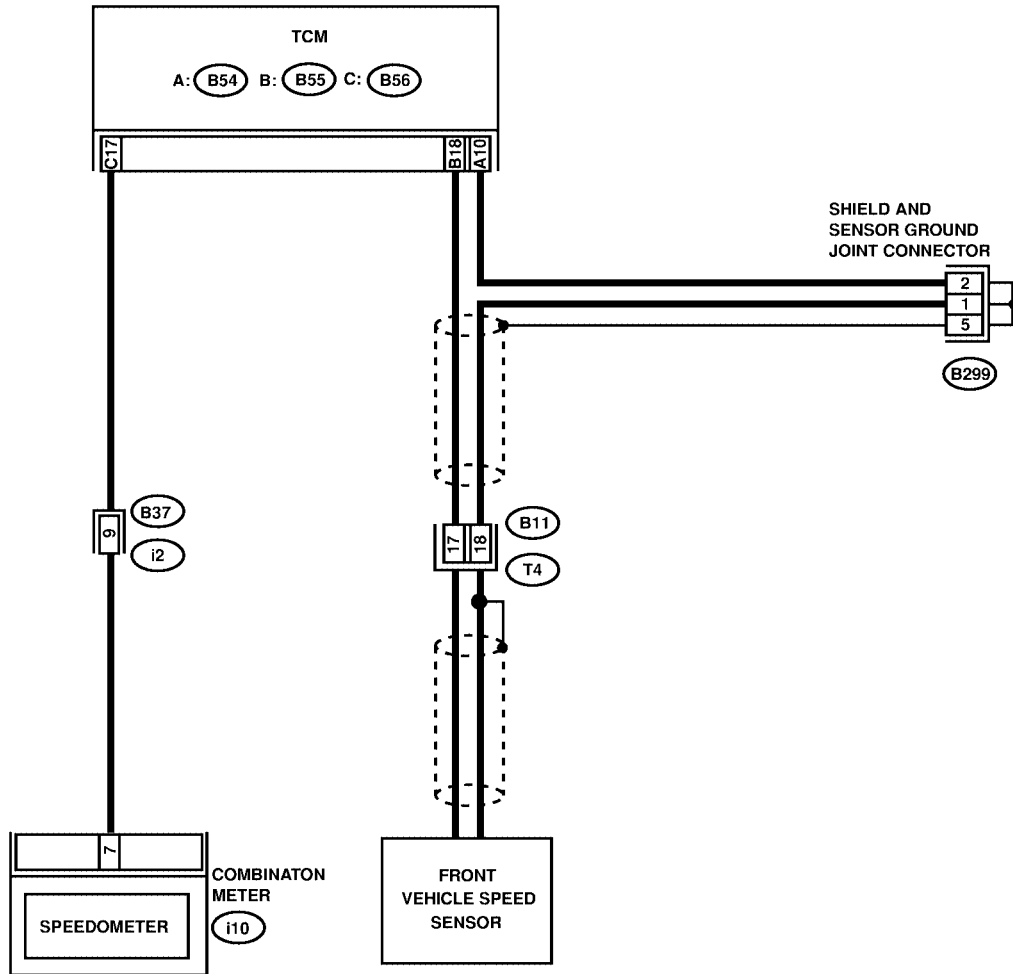 TCM
A: B54 B: B55 C: B56
C17
B18
A10
SHIELD AND
SENSOR GROUND
JOINT CONNECTOR
2
1
5
B299
B37
9
i2
B11
17
18
T4
7
COMBINATON
METER
SPEEDOMETER
i10
FRONT
VEHICLE SPEED
SENSOR